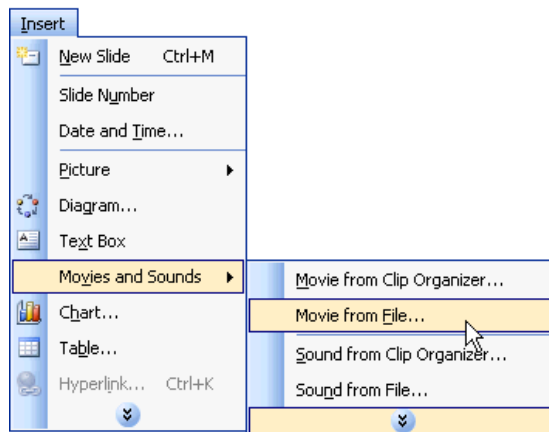 Insert
New Slide Ctrl+M
Slide Number
Date and Time...
Picture
Diagram...
Text Box
Movies and Sounds
Chart...
Table...
Hyperlink... Ctrl+K
Movie from Clip Organizer...
Movie from File...
Sound from Clip Organizer...
Sound from File...